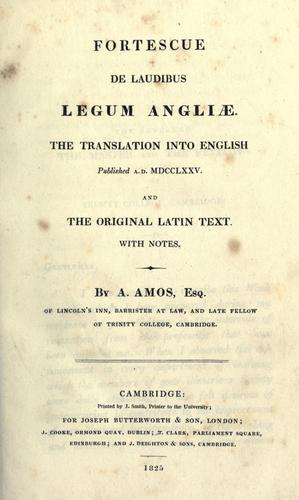 FORTESCUE
DE LAUDIBUS
LEGUM ANGLIÆ.
THE TRANSLATION INTO ENGLISH
Published A.D. MDCCLXXV.
AND
THE ORIGINAL LATIN TEXT.
WITH NOTES.
By A. AMOS, Esq.
OF LINCOLN'S INN, BARRISTER AT LAW, AND LATE FELLOW
OF TRINITY COLLEGE, CAMBRIDGE.
CAMBRIDGE:
Printed by J. Smith, Printer to the University;
FOR JOSEPH BUTTERWORTH & SON, LONDON;
J. COOKE, ORMOND QUAY, DUBLIN; T. CLARK, PARLIAMENT SQUARE,
EDINBURGH; AND J. DEIGHTON & SONS, CAMBRIDGE.
1825